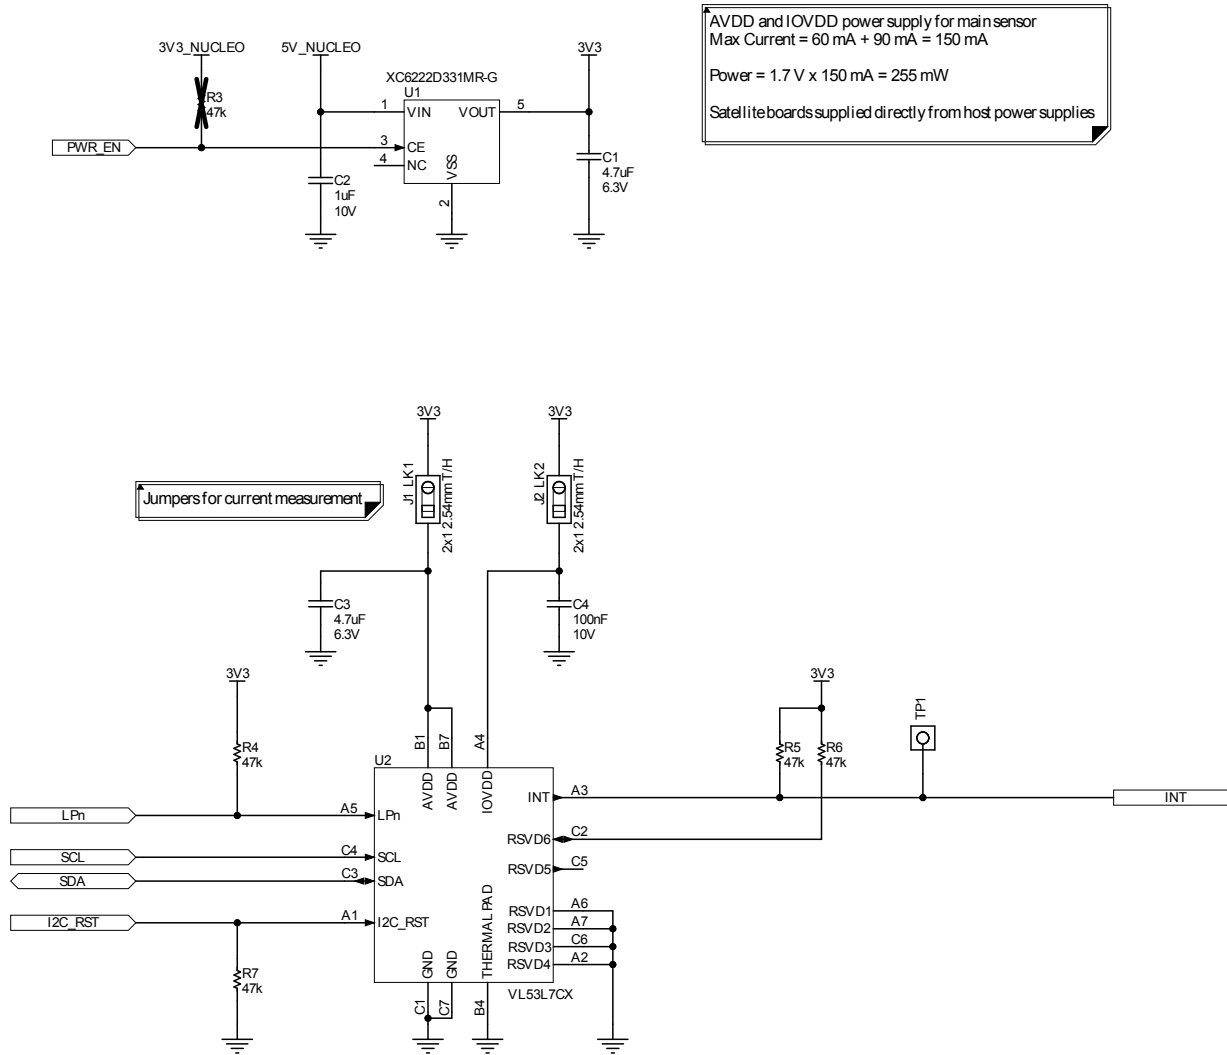 AVDD and IOVDD power supply for main sensor
Max Current = 60 mA + 90 mA = 150 mA
Power = 1.7 V x 150 mA = 255 mW
Satellite boards supplied directly from host power supplies
3V3_NUCLEO
5V_NUCLEO
3V3
XC6222D331MR-G
U1
R3
47k
1
VIN
VOUT
5
PWR_EN
3
CE
4
NC
VSS
2
C2
1uF
10V
C1
4.7uF
6.3V
3V3
3V3
Jumpers for current measurement
J1 LK1
2x1 2.54mm T/H
J2 LK2
2x1 2.54mm T/H
C3
4.7uF
6.3V
C4
100nF
10V
3V3
3V3
R4
47k
R5
47k
R6
47k
TP1
U2
B1
B7
A4
AVDD
AVDD
IOVDD
LPn
A5
LPn
INT
A3
INT
RSVD6
C2
SCL
C4
SCL
RSVD5
C5
SDA
C3
SDA
I2C_RST
A1
I2C_RST
RSVD1
A6
RSVD2
A7
RSVD3
C6
RSVD4
A2
GND
GND
THERMAL PAD
R7
47k
C1
C7
B4
VL53L7CX